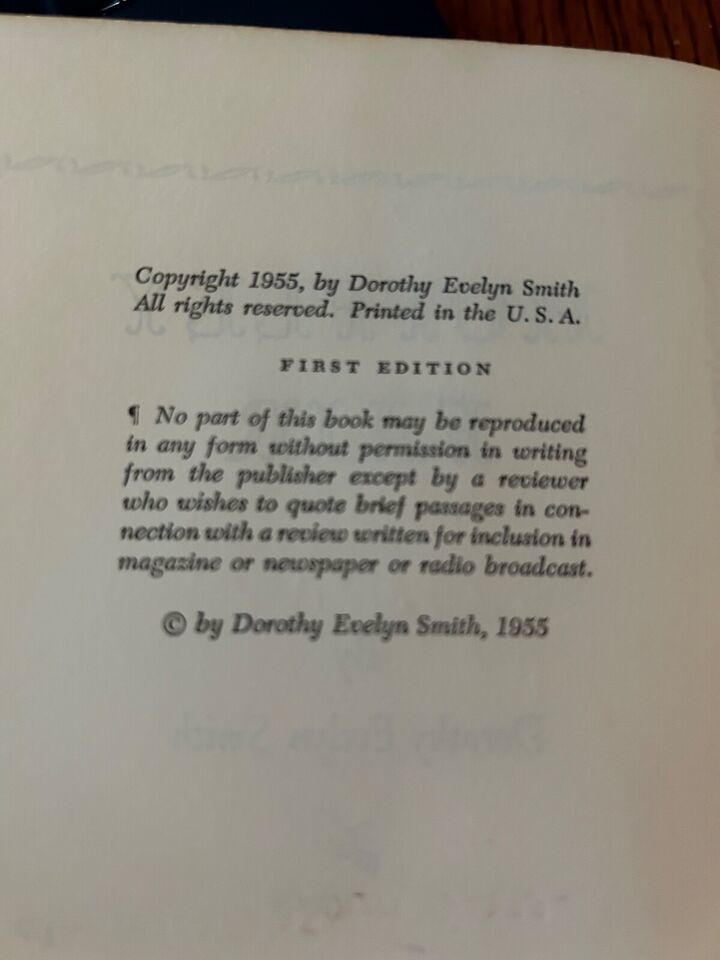 Copyright 1955, by Dorothy Evelyn Smith
All rights reserved. Printed in the U. S. A.
FIRST EDITION
¶ No part of this book may be reproduced
in any form without permission in writing
from the publisher except by a reviewer
who wishes to quote brief passages in con-
nection with a review written for inclusion in
magazine or newspaper or radio broadcast.
© by Dorothy Evelyn Smith, 1955
Dorothy Evelyn Smith